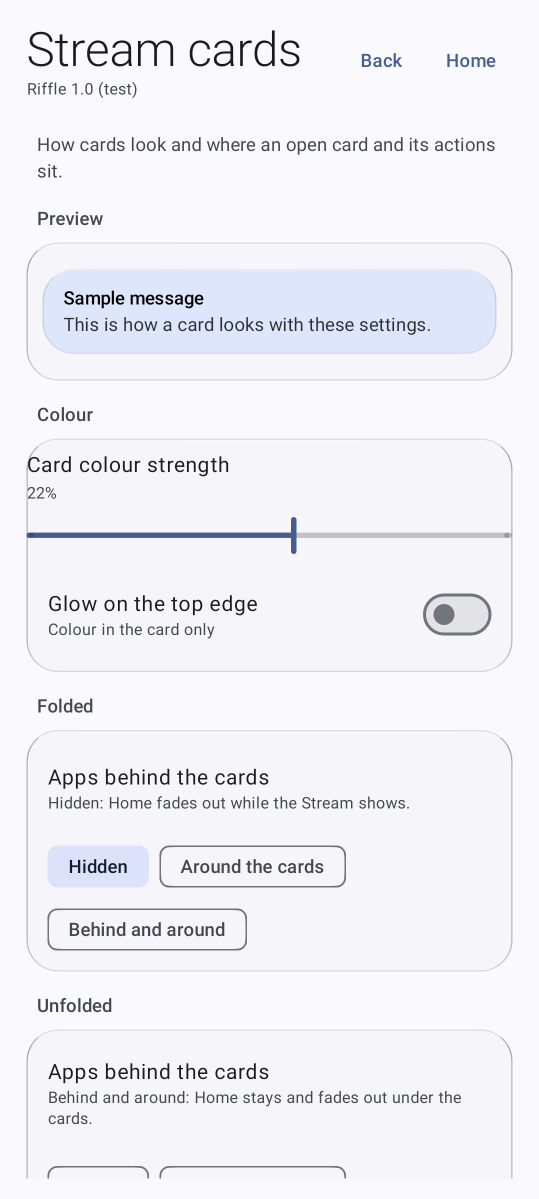 Stream cards
Back
Home
Riffle 1.0 (test)
How cards look and where an open card and its actions
sit.
Preview
Sample message
This is how a card looks with these settings.
Colour
Card colour strength
22%
Glow on the top edge
Colour in the card only
Folded
Apps behind the cards
Hidden: Home fades out while the Stream shows.
Hidden
Around the cards
Behind and around
Unfolded
Apps behind the cards
Behind and around: Home stays and fades out under the
cards.